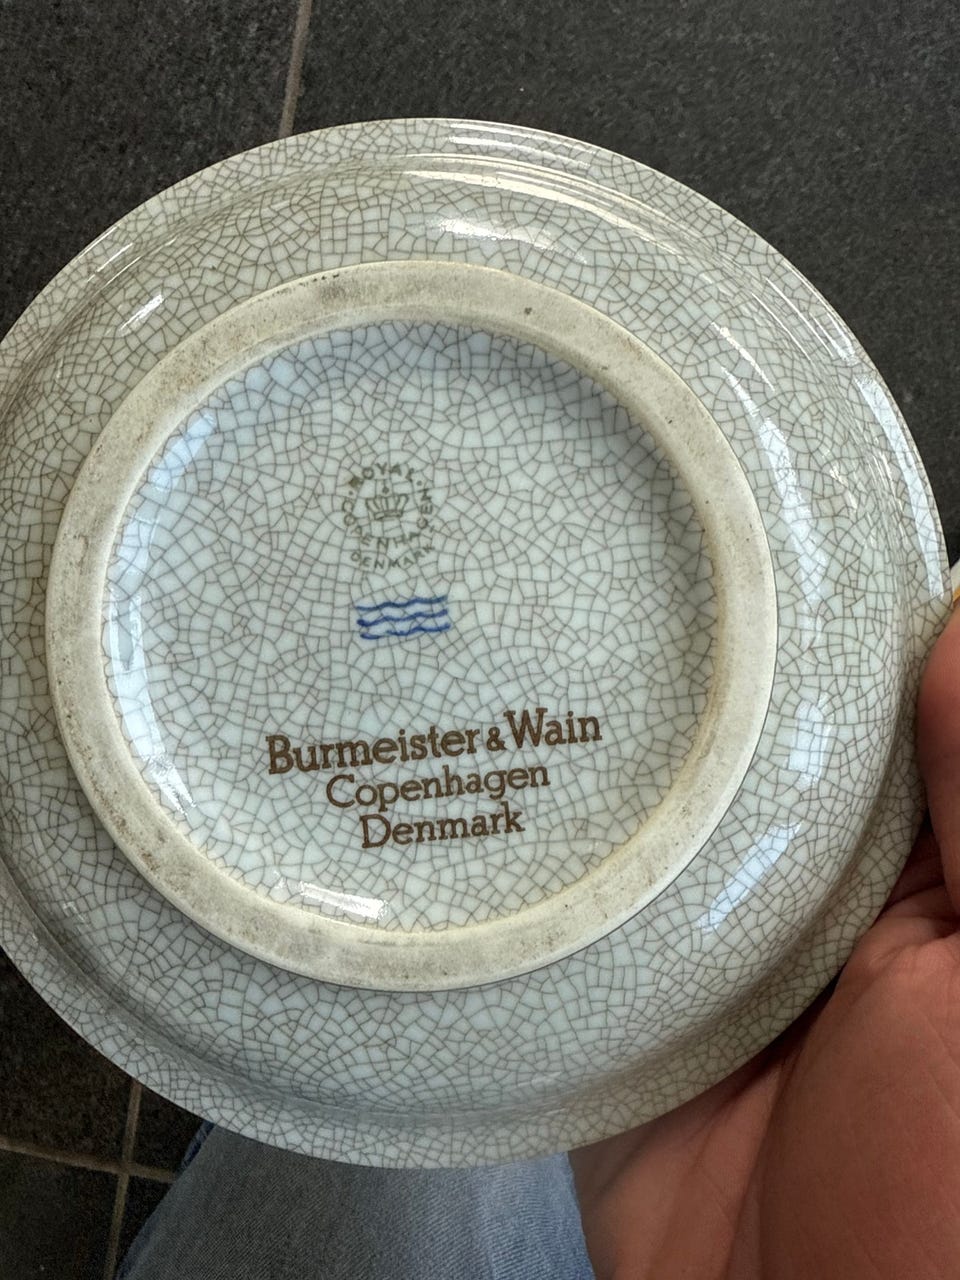 ROYAL
COPENHAGEN
DENMARK
Burmeister & Wain
Copenhagen
Denmark